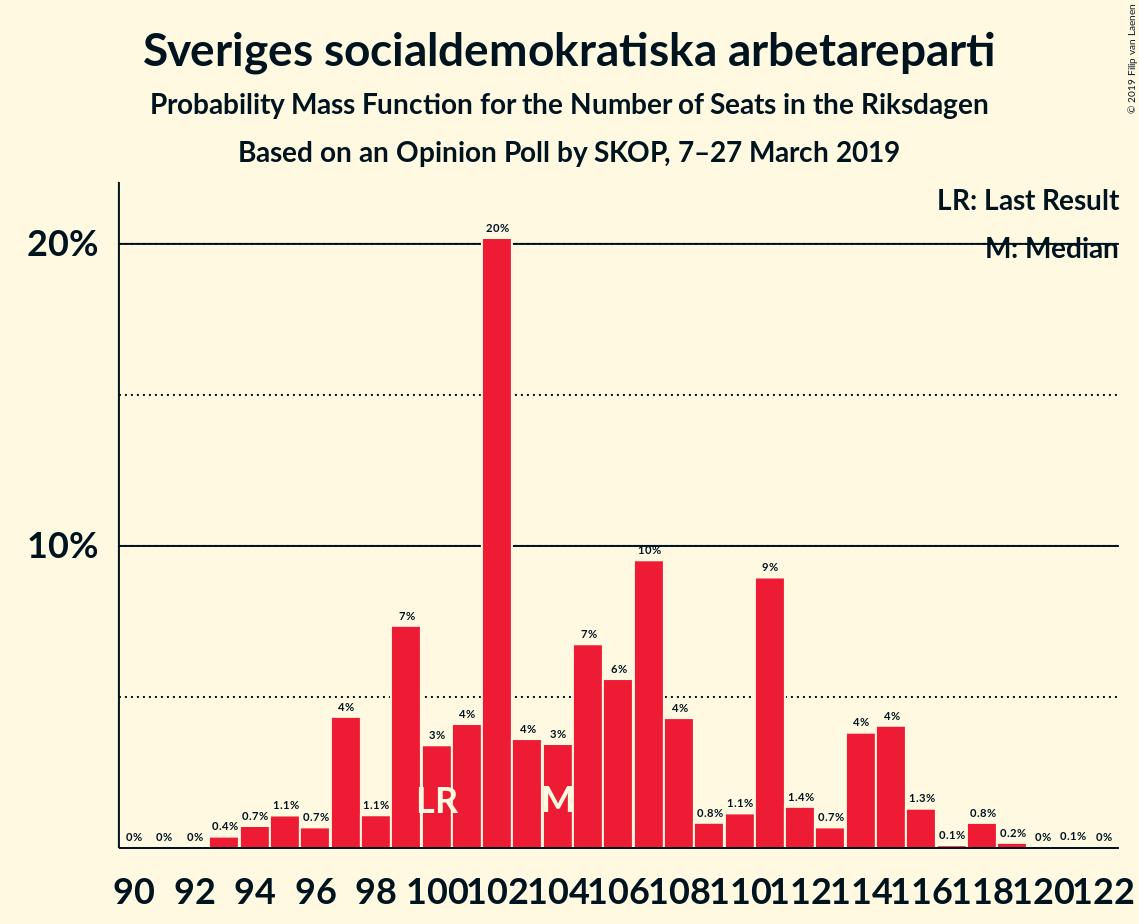 Sveriges socialdemokratiska arbetareparti
Probability Mass Function for the Number of Seats in the Riksdagen
Based on an Opinion Poll by SKOP, 7–27 March 2019
© 2019 Filip van Laenen
LR: Last Result
M: Median
20%
10%
0% 0% 0% 0.4% 0.7% 1.1% 0.7% 4% 1.1% 7% 3% 4% 20% 4% 3% 7% 6% 10% 4% 0.8% 1.1% 9% 1.4% 0.7% 4% 4% 1.3% 0.1% 0.8% 0.2% 0% 0.1% 0%
LR M
90 92 94 96 98 100 102 104 106 108 110 112 114 116 118 120 122